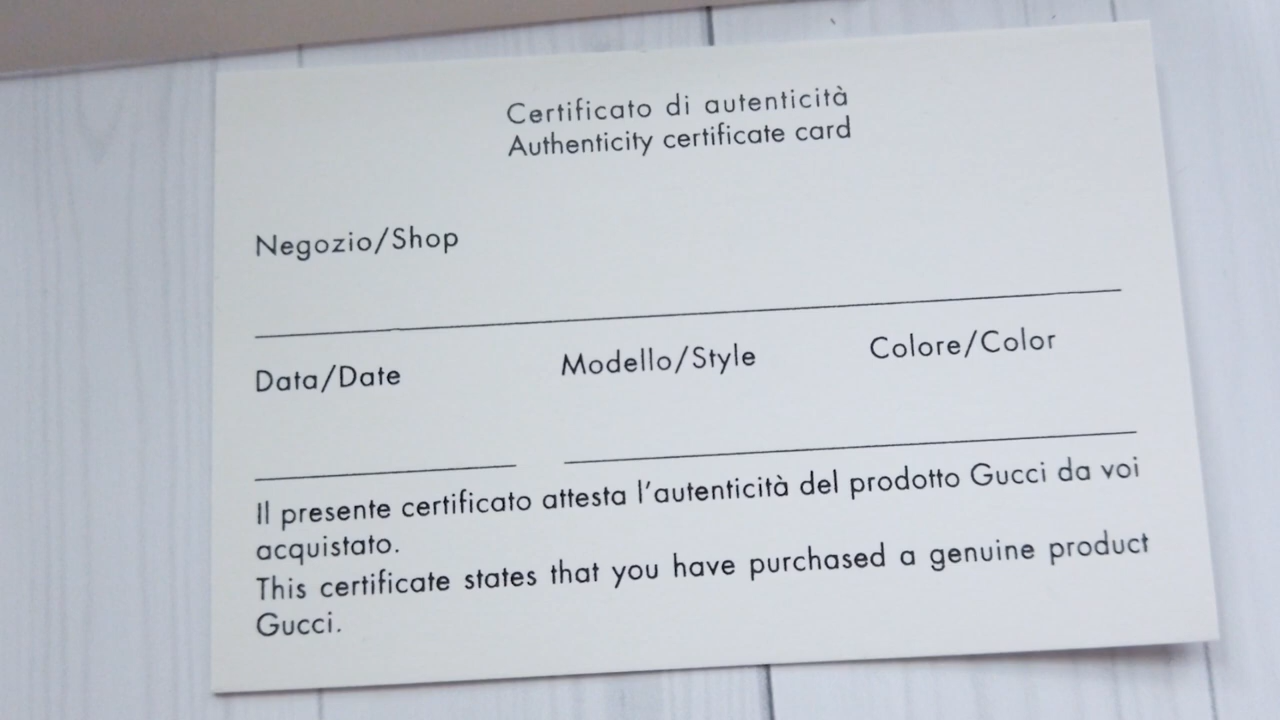 Certificato di autenticità
Authenticity certificate card
Negozio/Shop
Data/Date Modello/Style Colore/Color
Il presente certificato attesta l'autenticità del prodotto Gucci da voi
acquistato.
This certificate states that you have purchased a genuine product
Gucci.